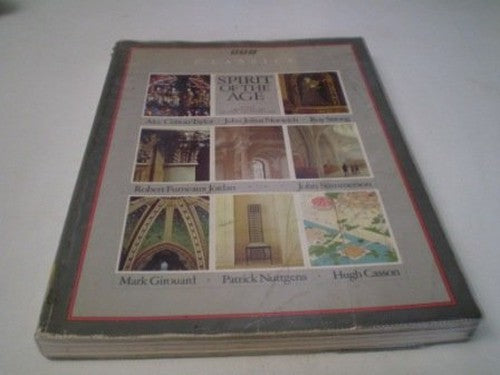 BBC
CLASSICS
SPIRIT
OF THE
AGE
Alec Clifton-Taylor · John Julius Norwich · Roy Strong
Robert Furneaux Jordan · John Summerson
Mark Girouard · Patrick Nuttgens · Hugh Casson